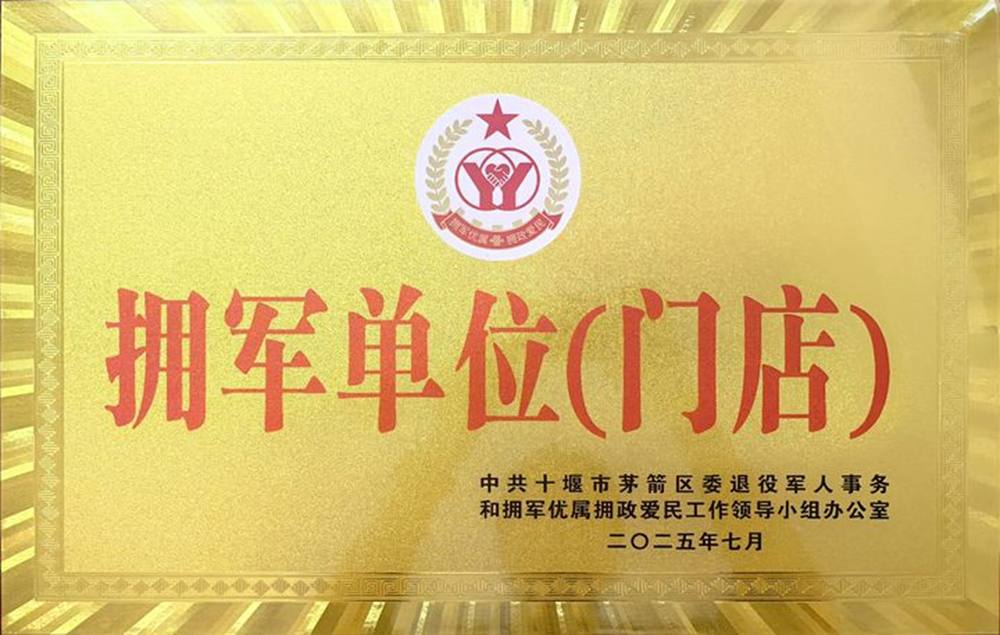 拥军优属 拥政爱民
拥军单位(门店)
中共十堰市茅箭区委退役军人事务
和拥军优属拥政爱民工作领导小组办公室
二〇二五年七月